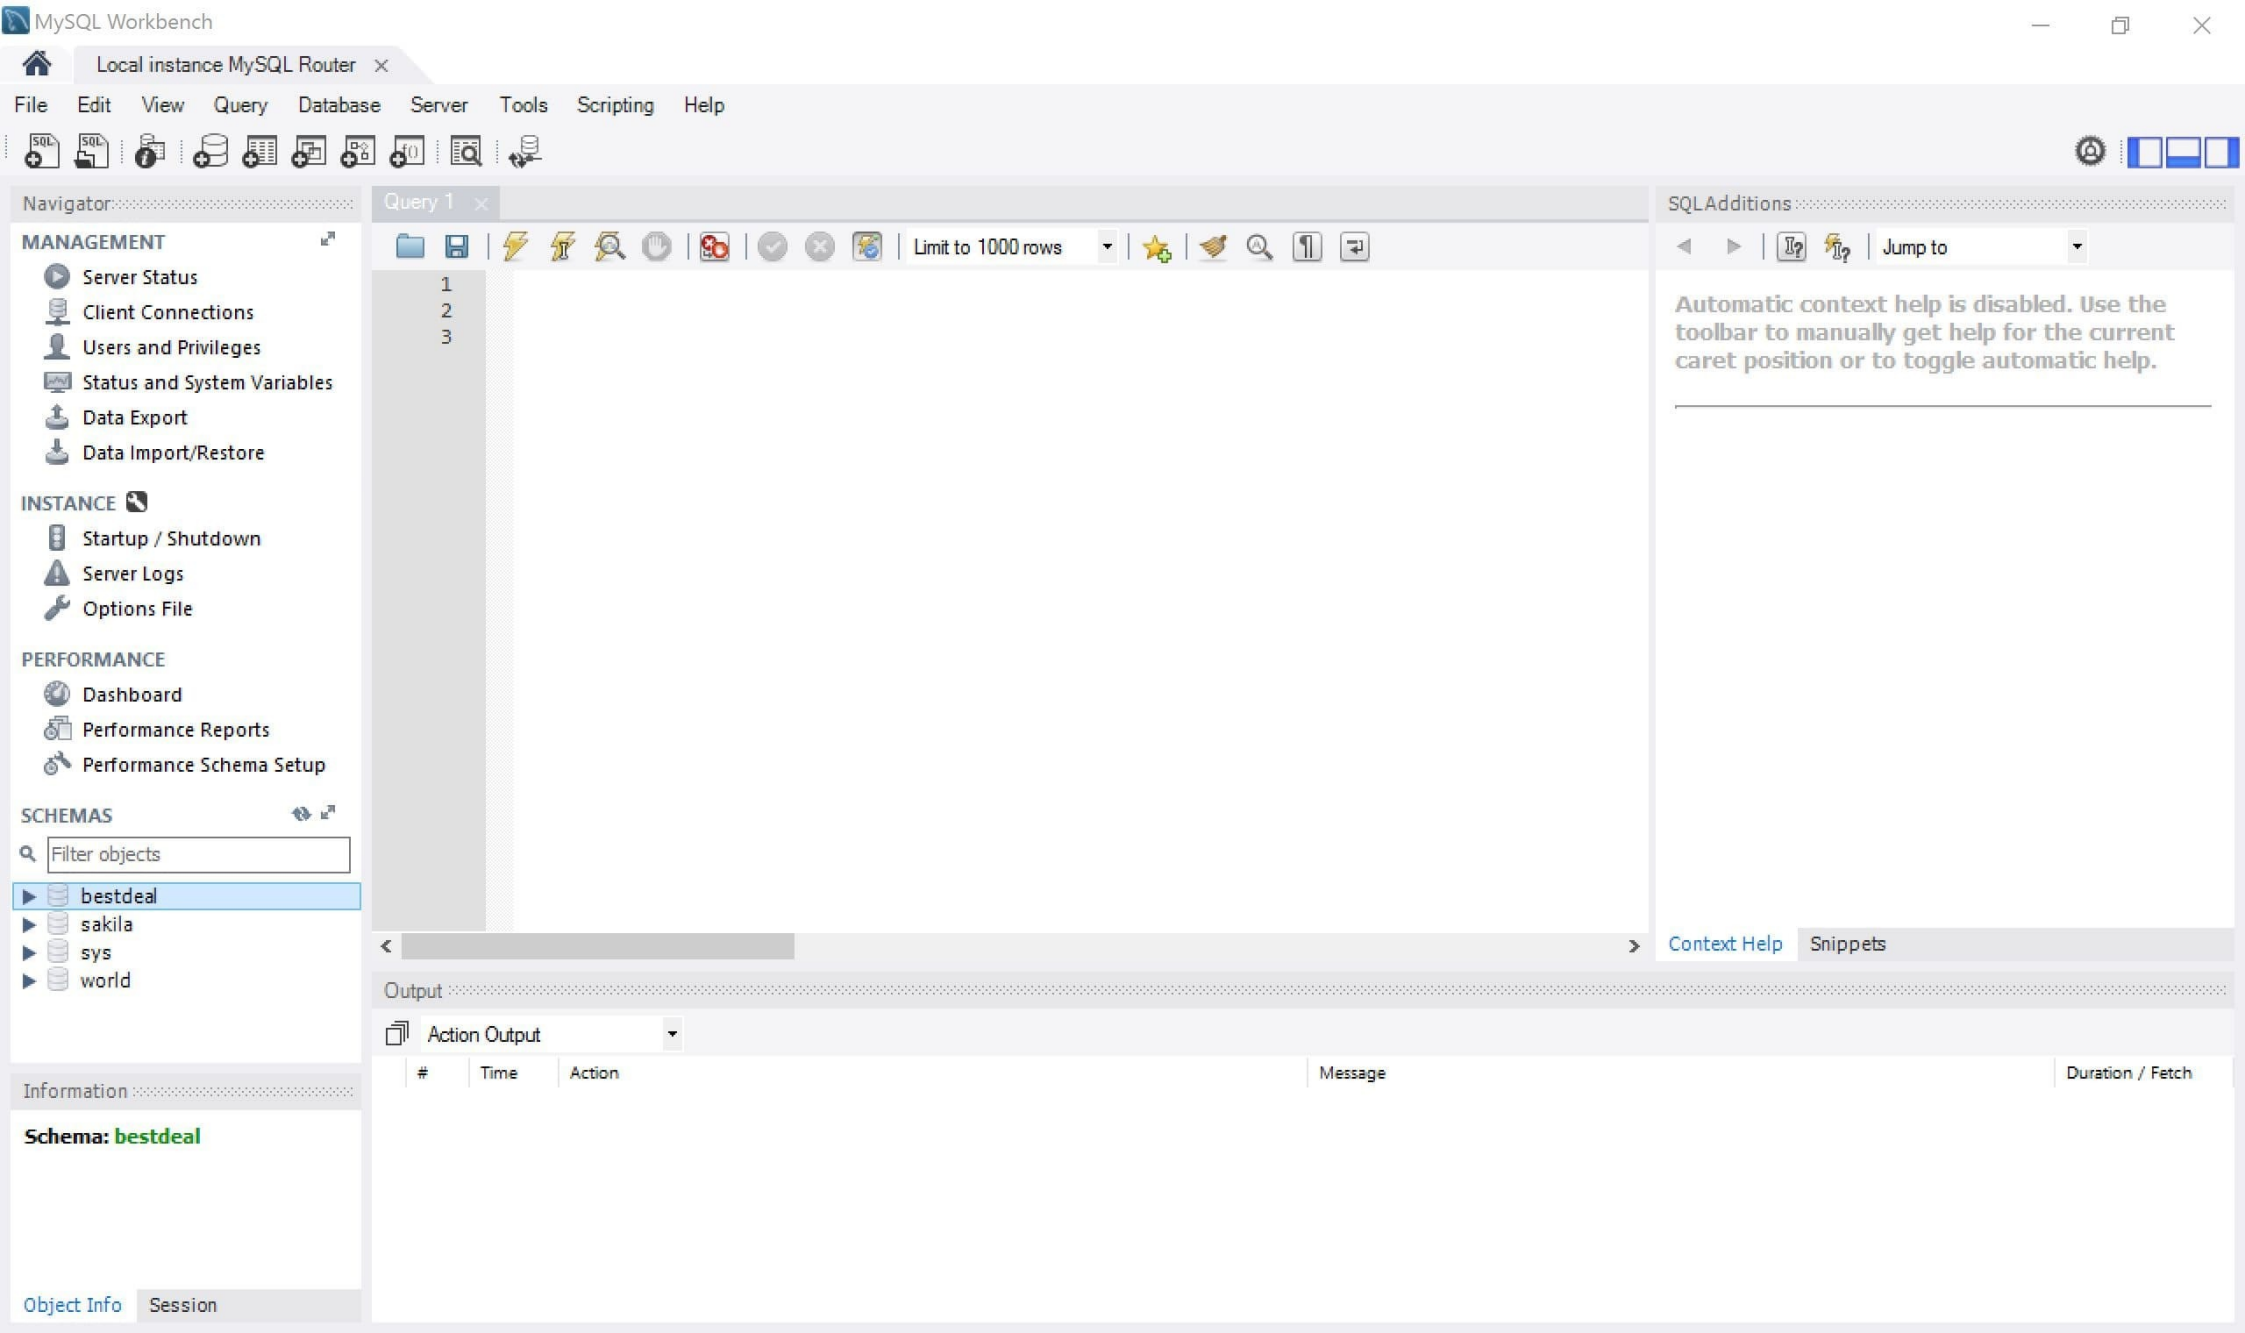 MySQL Workbench
Local instance MySQL Router
File Edit View Query Database Server Tools Scripting Help
SQL SQL
Navigator
MANAGEMENT
Server Status
Client Connections
Users and Privileges
Status and System Variables
Data Export
Data Import/Restore
INSTANCE
Startup / Shutdown
Server Logs
Options File
PERFORMANCE
Dashboard
Performance Reports
Performance Schema Setup
SCHEMAS
Filter objects
bestdeal
sakila
sys
world
Information
Schema: bestdeal
Object Info Session
Query 1
Limit to 1000 rows
1
2
3
SQLAdditions
Jump to
Automatic context help is disabled. Use the
toolbar to manually get help for the current
caret position or to toggle automatic help.
Context Help Snippets
Output
Action Output
# Time Action Message Duration / Fetch